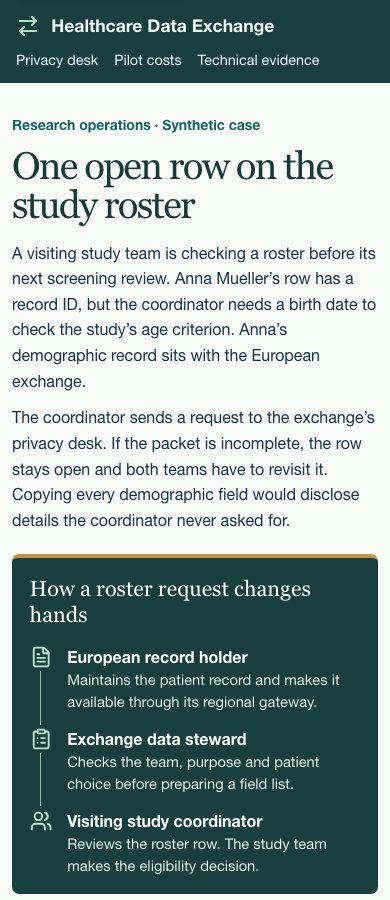 Healthcare Data Exchange
Privacy desk Pilot costs Technical evidence
Research operations · Synthetic case
One open row on the
study roster
A visiting study team is checking a roster before its
next screening review. Anna Mueller’s row has a
record ID, but the coordinator needs a birth date to
check the study’s age criterion. Anna’s
demographic record sits with the European
exchange.
The coordinator sends a request to the exchange’s
privacy desk. If the packet is incomplete, the row
stays open and both teams have to revisit it.
Copying every demographic field would disclose
details the coordinator never asked for.
How a roster request changes
hands
European record holder
Maintains the patient record and makes it
available through its regional gateway.
Exchange data steward
Checks the team, purpose and patient
choice before preparing a field list.
Visiting study coordinator
Reviews the roster row. The study team
makes the eligibility decision.